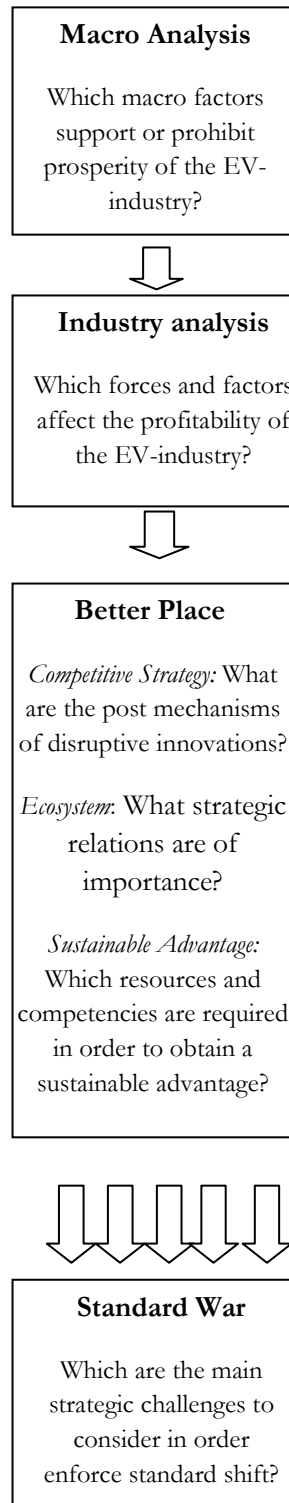 Macro Analysis
Which macro factors
support or prohibit
prosperity of the EV-
industry?
Industry analysis
Which forces and factors
affect the profitability of
the EV-industry?
Better Place
Competitive Strategy: What
are the post mechanisms
of disruptive innovations?
Ecosystem: What strategic
relations are of
importance?
Sustainable Advantage:
Which resources and
competencies are required
in order to obtain a
sustainable advantage?
Standard War
Which are the main
strategic challenges to
consider in order
enforce standard shift?